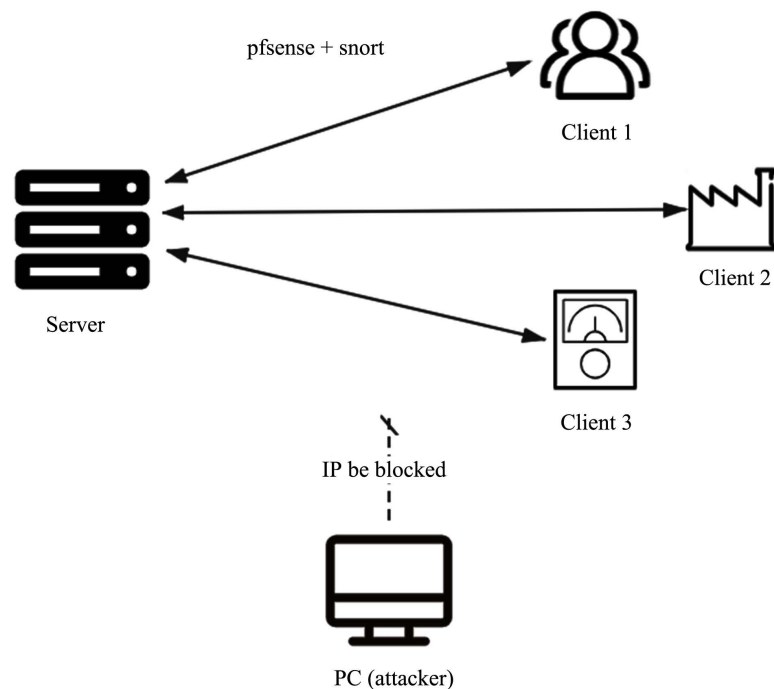 pfsense + snort
Client 1
Client 2
Server
Client 3
IP be blocked
PC (attacker)